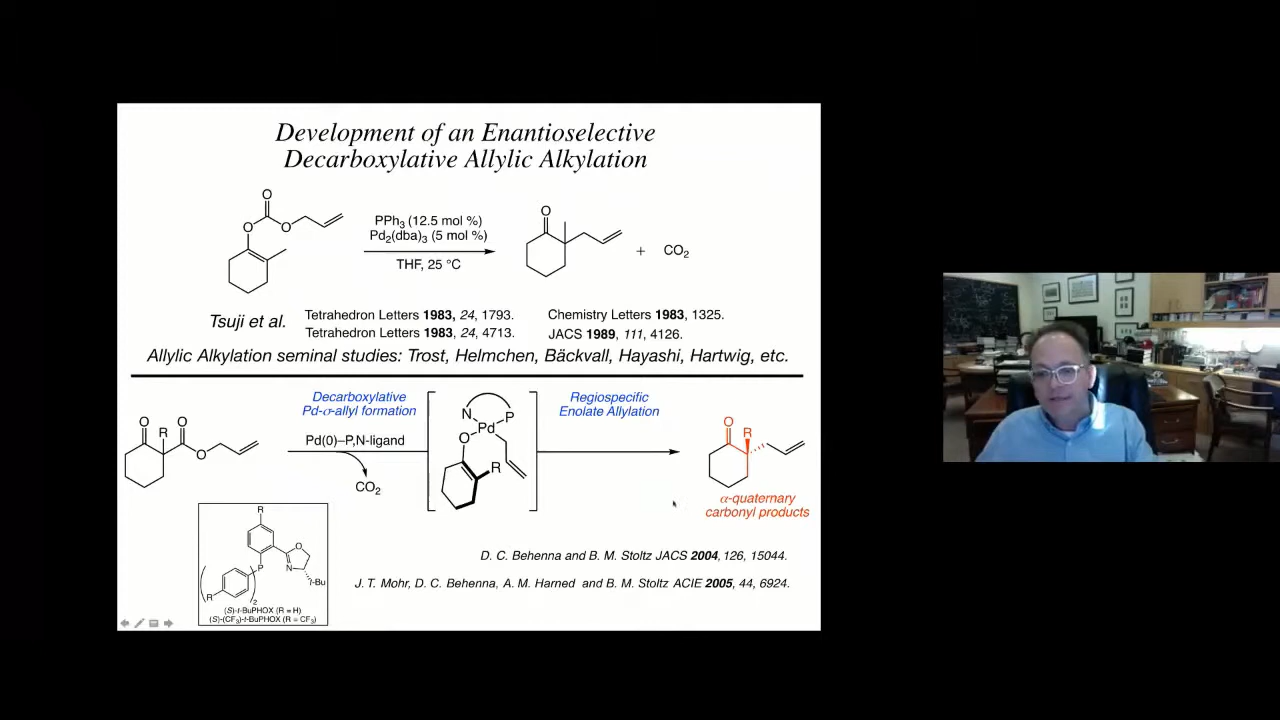 Development of an Enantioselective
Decarboxylative Allylic Alkylation
O
O
O
PPh3 (12.5 mol %)
Pd2(dba)3 (5 mol %)
THF, 25 °C
O
+ CO2
Tsuji et al.
Tetrahedron Letters 1983, 24, 1793.
Chemistry Letters 1983, 1325.
Tetrahedron Letters 1983, 24, 4713.
JACS 1989, 111, 4126.
Allylic Alkylation seminal studies: Trost, Helmchen, Bäckvall, Hayashi, Hartwig, etc.
Decarboxylative
Pd-σ-allyl formation
Regiospecific
Enolate Allylation
O
R
O
O
Pd(0)–P,N-ligand
CO2
N
P
Pd
O
R
O
R
α-quaternary
carbonyl products
R
O
N
P
t-Bu
R
2
(S)-t-BuPHOX (R = H)
(S)-(CF3)-t-BuPHOX (R = CF3)
D. C. Behenna and B. M. Stoltz JACS 2004, 126, 15044.
J. T. Mohr, D. C. Behenna, A. M. Harned and B. M. Stoltz ACIE 2005, 44, 6924.